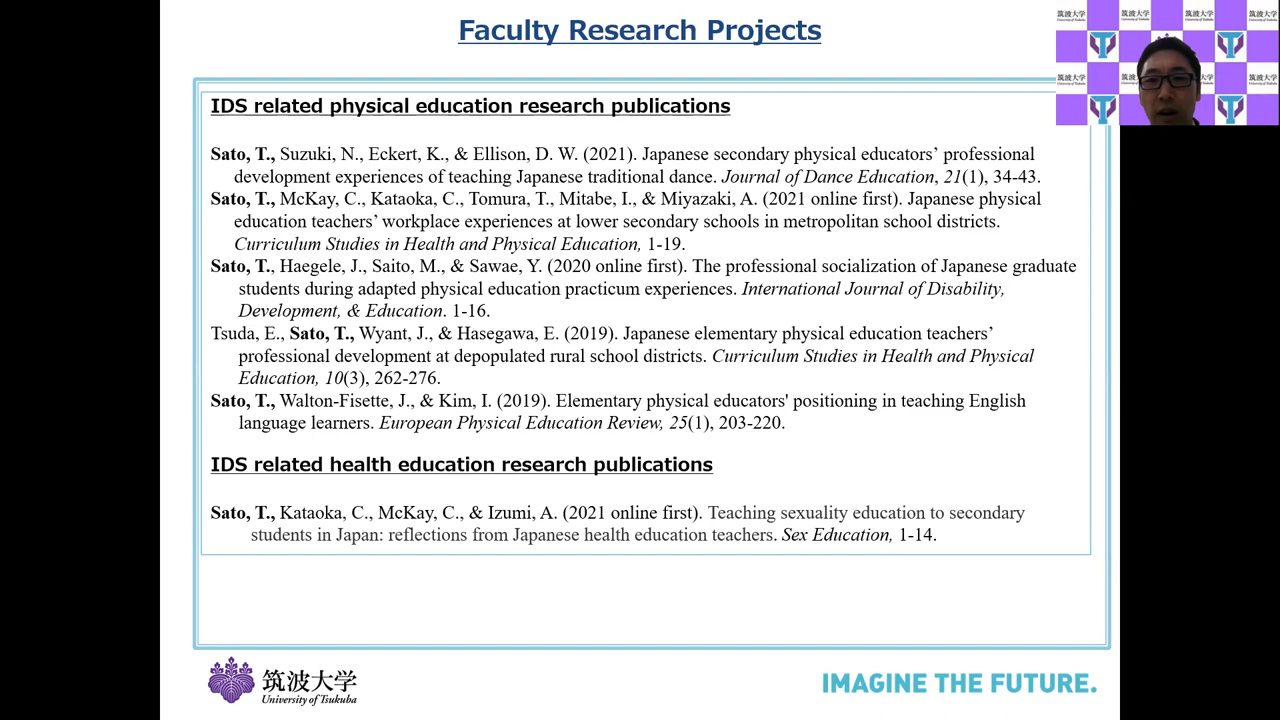 Faculty Research Projects
IDS related physical education research publications
Sato, T., Suzuki, N., Eckert, K., & Ellison, D. W. (2021). Japanese secondary physical educators’ professional
development experiences of teaching Japanese traditional dance. Journal of Dance Education, 21(1), 34-43.
Sato, T., McKay, C., Kataoka, C., Tomura, T., Mitabe, I., & Miyazaki, A. (2021 online first). Japanese physical
education teachers’ workplace experiences at lower secondary schools in metropolitan school districts.
Curriculum Studies in Health and Physical Education, 1-19.
Sato, T., Haegele, J., Saito, M., & Sawae, Y. (2020 online first). The professional socialization of Japanese graduate
students during adapted physical education practicum experiences. International Journal of Disability,
Development, & Education. 1-16.
Tsuda, E., Sato, T., Wyant, J., & Hasegawa, E. (2019). Japanese elementary physical education teachers’
professional development at depopulated rural school districts. Curriculum Studies in Health and Physical
Education, 10(3), 262-276.
Sato, T., Walton-Fisette, J., & Kim, I. (2019). Elementary physical educators' positioning in teaching English
language learners. European Physical Education Review, 25(1), 203-220.
IDS related health education research publications
Sato, T., Kataoka, C., McKay, C., & Izumi, A. (2021 online first). Teaching sexuality education to secondary
students in Japan: reflections from Japanese health education teachers. Sex Education, 1-14.
筑波大学
University of Tsukuba
IMAGINE THE FUTURE.
筑波大学
University of Tsukuba